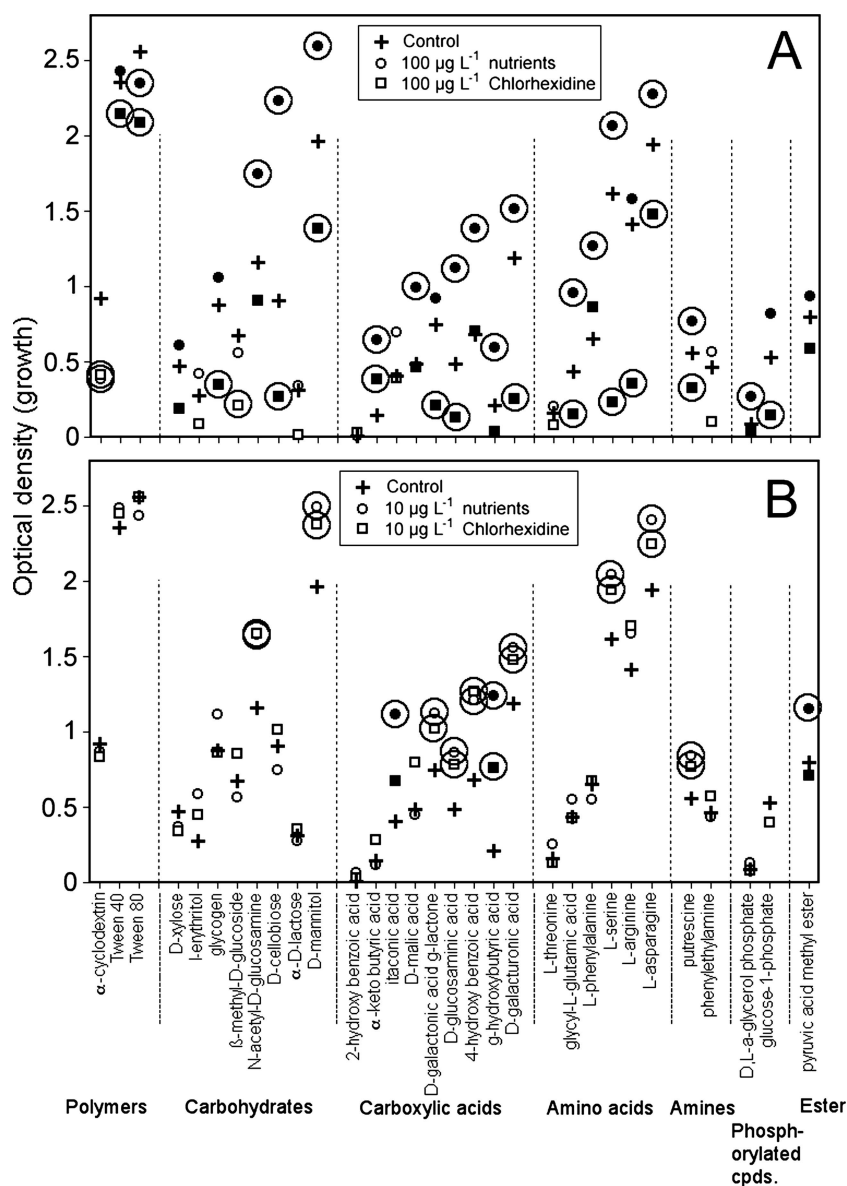 A
Control
100 µg L⁻¹ nutrients
100 µg L⁻¹ Chlorhexidine
2.5
2
1.5
1
0.5
0
Optical density (growth)
B
Control
10 µg L⁻¹ nutrients
10 µg L⁻¹ Chlorhexidine
2.5
2
1.5
1
0.5
0
α-cyclodextrin
Tween 40
Tween 80
D-xylose
I-erythritol
glycogen
ß-methyl-D-glucoside
N-acetyl-D-glucosamine
D-cellobiose
α-D-lactose
D-mannitol
2-hydroxy benzoic acid
α-keto butyric acid
itaconic acid
D-malic acid
D-galactonic acid g-lactone
D-glucosaminic acid
4-hydroxy benzoic acid
g-hydroxybutyric acid
D-galacturonic acid
L-threonine
glycyl-L-glutamic acid
L-phenylalanine
L-serine
L-arginine
L-asparagine
putrescine
phenylethylamine
D,L-a-glycerol phosphate
glucose-1-phosphate
pyruvic acid methyl ester
Polymers
Carbohydrates
Carboxylic acids
Amino acids
Amines
Ester
Phosph-
orylated
cpds.